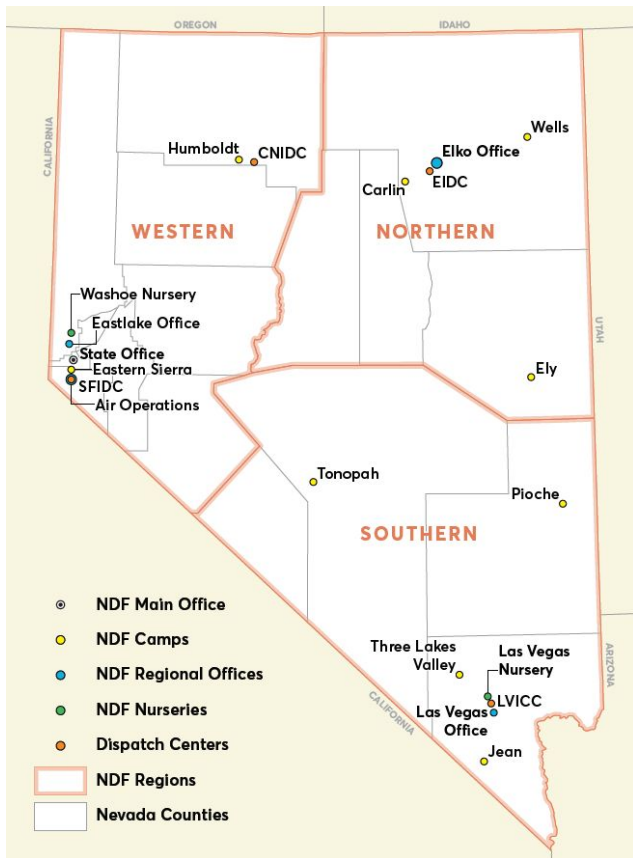 OREGON
IDAHO
CALIFORNIA
Humboldt
CNIDC
Wells
Elko Office
EIDC
Carlin
WESTERN
NORTHERN
Washoe Nursery
Eastlake Office
State Office
Eastern Sierra
SFIDC
Air Operations
UTAH
Ely
Tonopah
Pioche
SOUTHERN
Three Lakes
Valley
Las Vegas
Nursery
LVICC
Las Vegas
Office
Jean
CALIFORNIA
ARIZONA
NDF Main Office
NDF Camps
NDF Regional Offices
NDF Nurseries
Dispatch Centers
NDF Regions
Nevada Counties